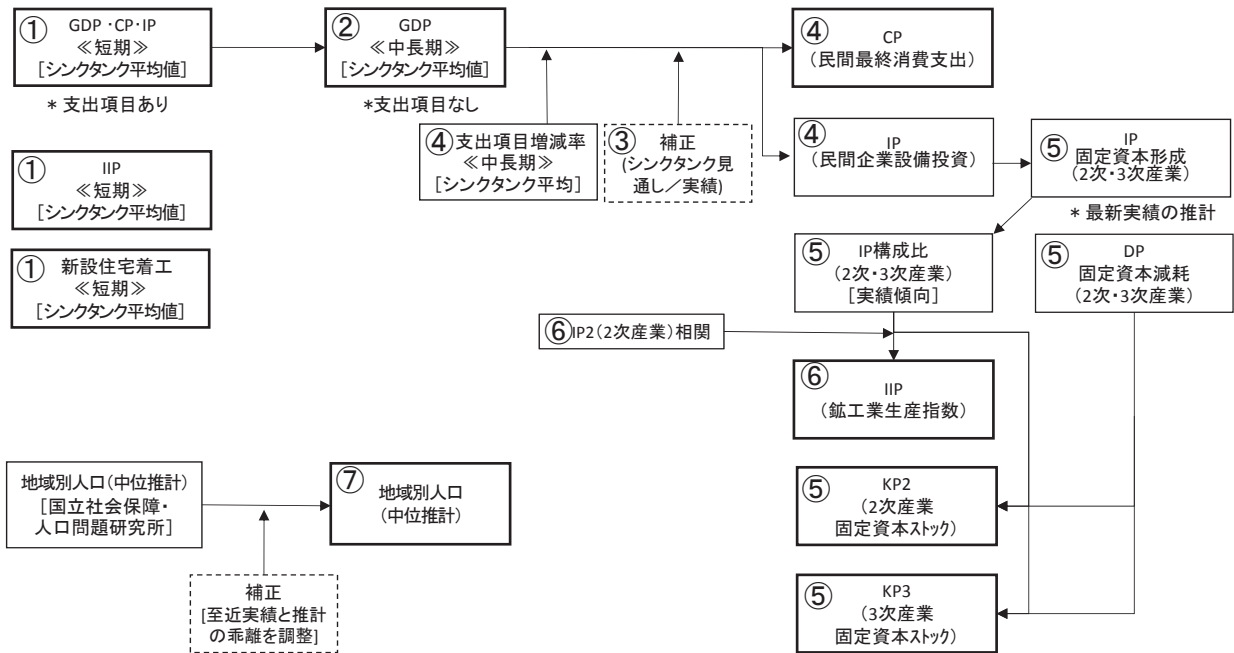 ① GDP・CP・IP
≪短期≫
[シンクタンク平均値]
* 支出項目あり
② GDP
≪中長期≫
[シンクタンク平均値]
*支出項目なし
④ CP
(民間最終消費支出)
④支出項目増減率
≪中長期≫
[シンクタンク平均]
③ 補正
(シンクタンク見
通し／実績)
④ IP
(民間企業設備投資)
⑤ IP
固定資本形成
(2次・3次産業)
* 最新実績の推計
① IIP
≪短期≫
[シンクタンク平均値]
① 新設住宅着工
≪短期≫
[シンクタンク平均値]
⑤ IP構成比
(2次・3次産業)
[実績傾向]
⑤ DP
固定資本減耗
(2次・3次産業)
⑥IP2(2次産業)相関
⑥ IIP
(鉱工業生産指数)
地域別人口(中位推計)
[国立社会保障・
人口問題研究所]
⑦ 地域別人口
(中位推計)
補正
[至近実績と推計
の乖離を調整]
⑤ KP2
(2次産業
固定資本ストック)
⑤ KP3
(3次産業
固定資本ストック)